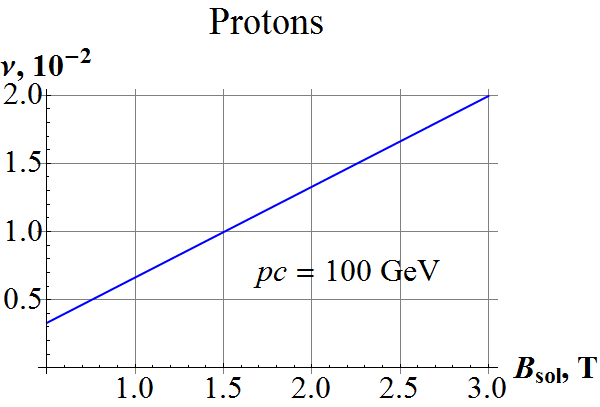 Protons
ν, 10⁻²
2.0
1.5
1.0
0.5
pc = 100 GeV
1.0 1.5 2.0 2.5 3.0
B_sol, T